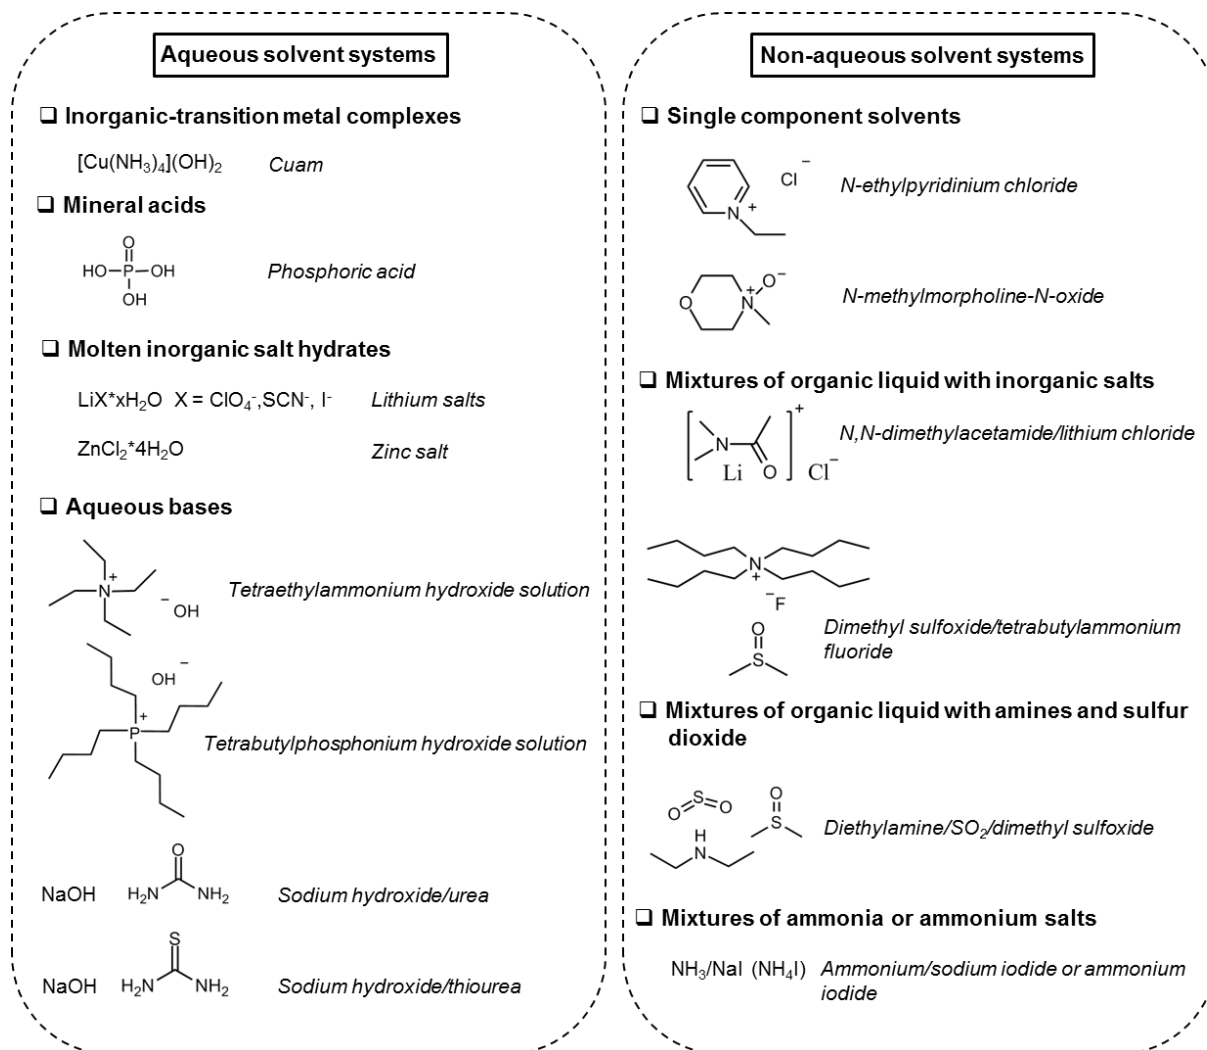 Aqueous solvent systems
❑ Inorganic-transition metal complexes
[Cu(NH₃)₄](OH)₂ Cuam
❑ Mineral acids
O
HO P OH
OH
Phosphoric acid
❑ Molten inorganic salt hydrates
LiX*xH₂O X = ClO₄⁻,SCN⁻, I⁻ Lithium salts
ZnCl₂*4H₂O Zinc salt
❑ Aqueous bases
N⁺ ⁻OH
Tetraethylammonium hydroxide solution
OH⁻
P⁺
Tetrabutylphosphonium hydroxide solution
O
NaOH H₂N NH₂ Sodium hydroxide/urea
S
NaOH H₂N NH₂ Sodium hydroxide/thiourea
Non-aqueous solvent systems
❑ Single component solvents
Cl⁻
N⁺
N-ethylpyridinium chloride
O⁻
O N⁺
N-methylmorpholine-N-oxide
❑ Mixtures of organic liquid with inorganic salts
+
N
Li O Cl⁻
N,N-dimethylacetamide/lithium chloride
N
+
⁻F
O
S
Dimethyl sulfoxide/tetrabutylammonium
fluoride
❑ Mixtures of organic liquid with amines and sulfur
dioxide
O S O
O
S
H
N
Diethylamine/SO₂/dimethyl sulfoxide
❑ Mixtures of ammonia or ammonium salts
NH₃/NaI (NH₄I) Ammonium/sodium iodide or ammonium
iodide